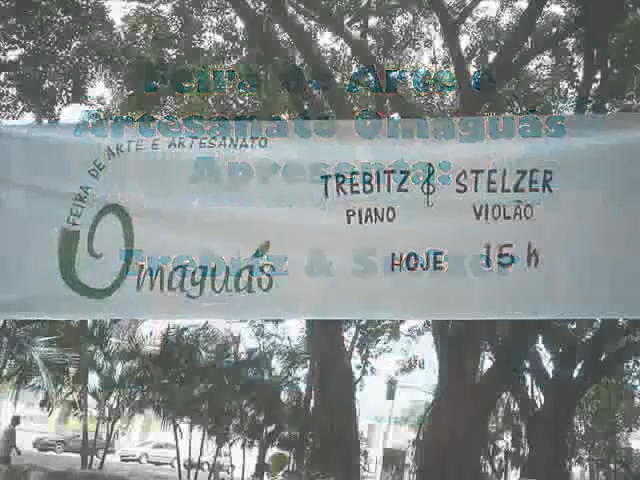 Feira de Arte e
Artesanato Omaguás
Apresenta:
Trebitz & Stelzer
FEIRA DE ARTE E ARTESANATO
Omaguás
TREBITZ STELZER
PIANO VIOLÃO
HOJE 15 h